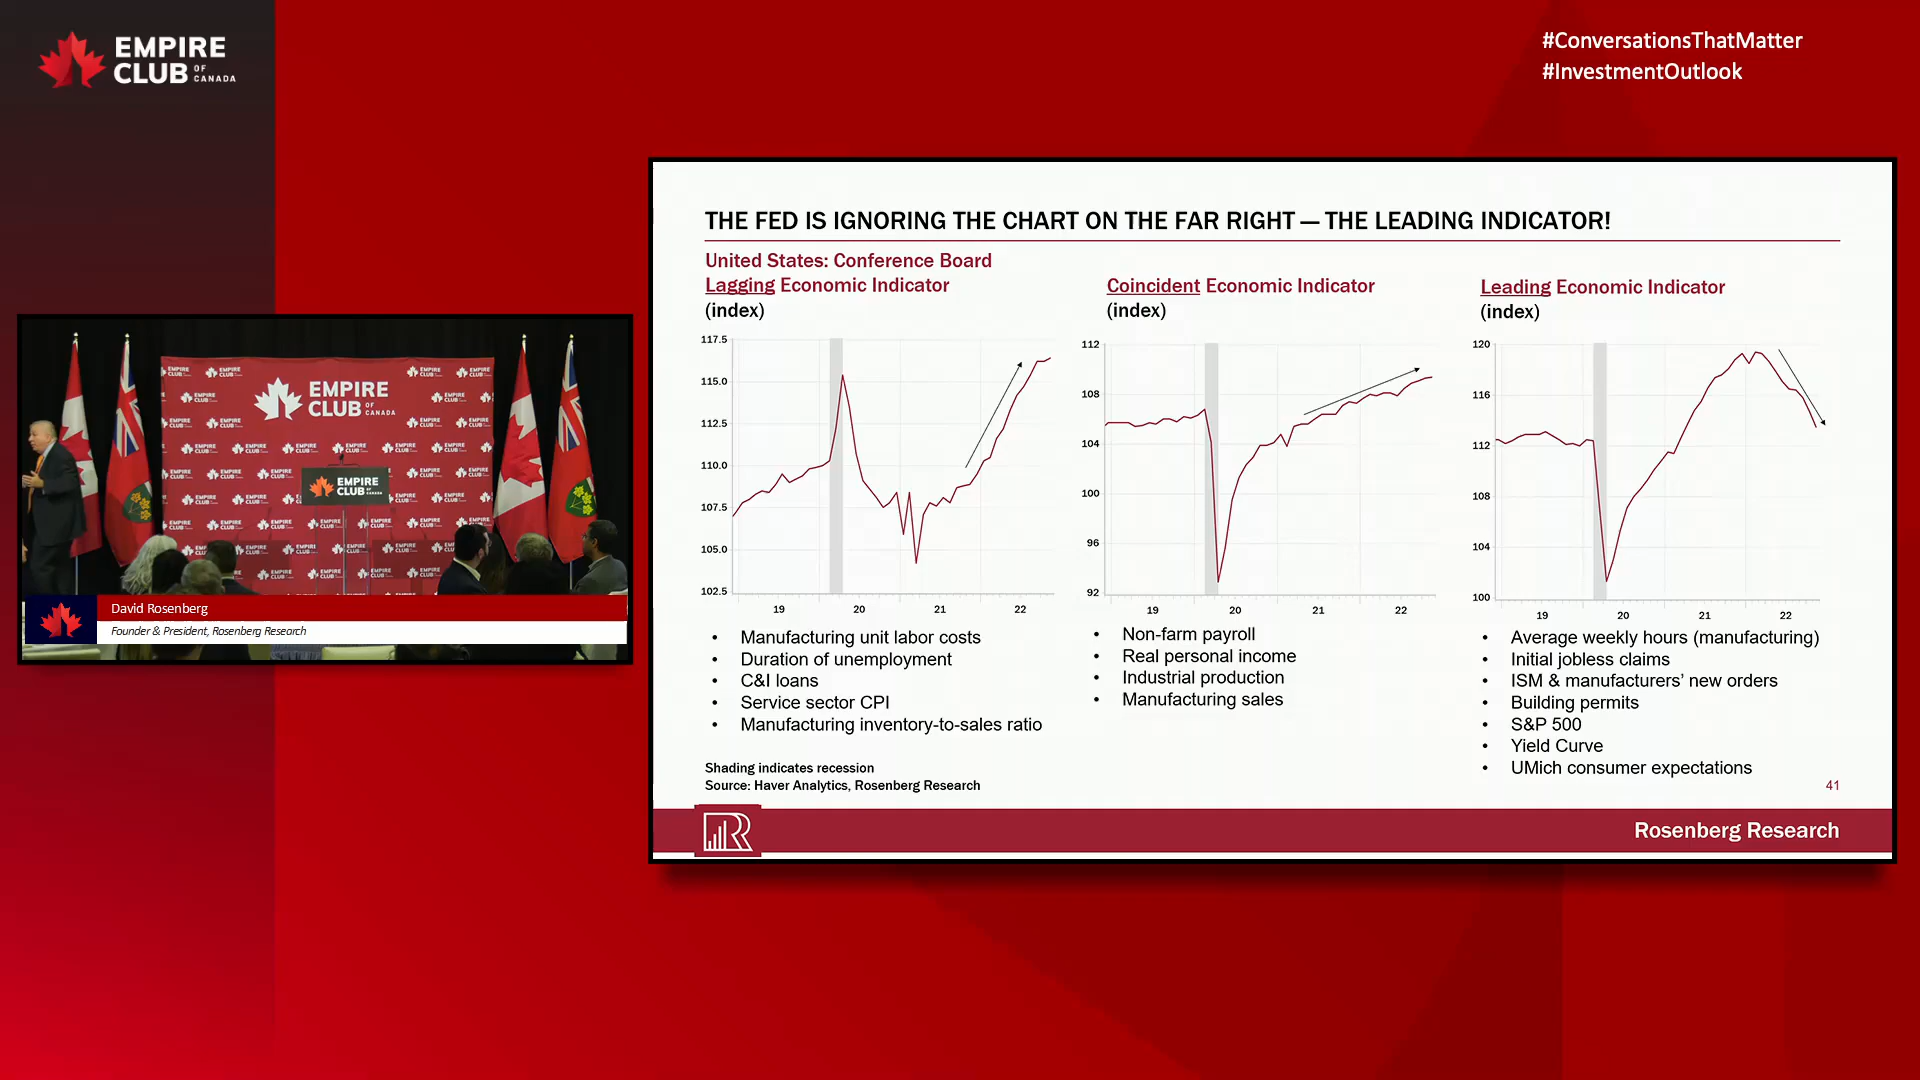 EMPIRE
CLUB OF CANADA
#ConversationsThatMatter
#InvestmentOutlook
EMPIRE
CLUB OF CANADA
EMPIRE
CLUB OF CANADA
David Rosenberg
Founder & President, Rosenberg Research
THE FED IS IGNORING THE CHART ON THE FAR RIGHT — THE LEADING INDICATOR!
United States: Conference Board
Lagging Economic Indicator
(index)
117.5
115.0
112.5
110.0
107.5
105.0
102.5
19 20 21 22
• Manufacturing unit labor costs
• Duration of unemployment
• C&I loans
• Service sector CPI
• Manufacturing inventory-to-sales ratio
Coincident Economic Indicator
(index)
112
108
104
100
96
92
19 20 21 22
• Non-farm payroll
• Real personal income
• Industrial production
• Manufacturing sales
Leading Economic Indicator
(index)
120
116
112
108
104
100
19 20 21 22
• Average weekly hours (manufacturing)
• Initial jobless claims
• ISM & manufacturers’ new orders
• Building permits
• S&P 500
• Yield Curve
• UMich consumer expectations
Shading indicates recession
Source: Haver Analytics, Rosenberg Research
41
R
Rosenberg Research